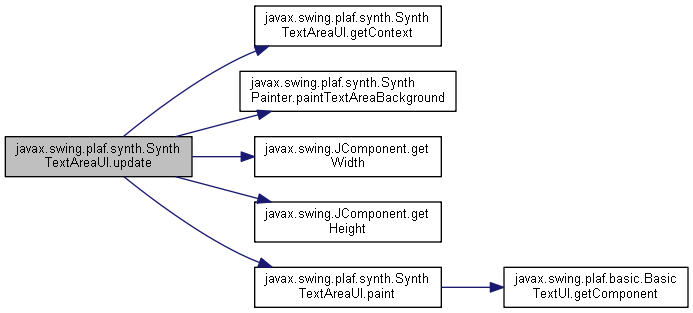 javax.swing.plaf.synth.Synth
TextAreaUI.getContext
javax.swing.plaf.synth.Synth
Painter.paintTextAreaBackground
javax.swing.plaf.synth.Synth
TextAreaUI.update
javax.swing.JComponent.get
Width
javax.swing.JComponent.get
Height
javax.swing.plaf.synth.Synth
TextAreaUI.paint
javax.swing.plaf.basic.Basic
TextUI.getComponent